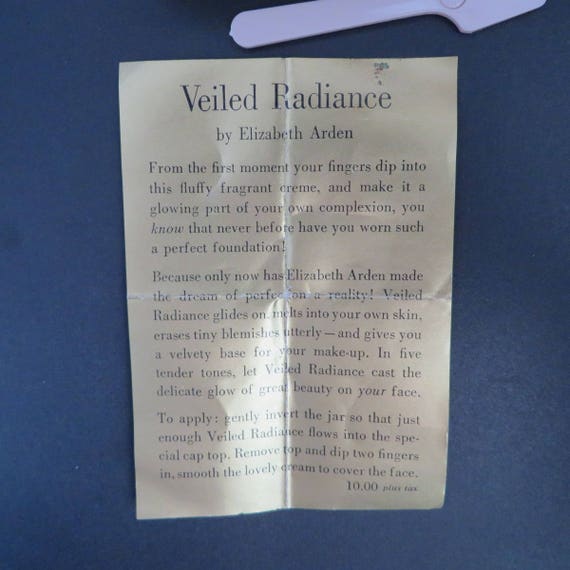 Veiled Radiance
by Elizabeth Arden
From the first moment your fingers dip into
this fluffy fragrant creme, and make it a
glowing part of your own complexion, you
know that never before have you worn such
a perfect foundation!
Because only now has Elizabeth Arden made
the dream of perfection a reality! Veiled
Radiance glides on, melts into your own skin,
erases tiny blemishes utterly—and gives you
a velvety base for your make-up. In five
tender tones, let Veiled Radiance cast the
delicate glow of great beauty on your face.
To apply: gently invert the jar so that just
enough Veiled Radiance flows into the spe-
cial cap top. Remove top and dip two fingers
in, smooth the lovely cream to cover the face.
10.00 plus tax